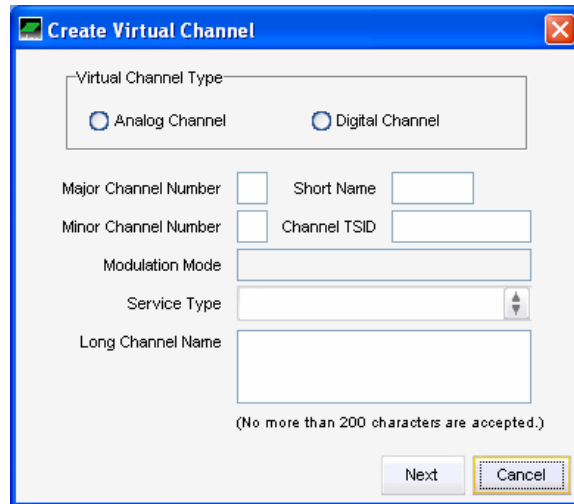 Create Virtual Channel
Virtual Channel Type
Analog Channel Digital Channel
Major Channel Number Short Name
Minor Channel Number Channel TSID
Modulation Mode
Service Type
Long Channel Name
(No more than 200 characters are accepted.)
Next Cancel